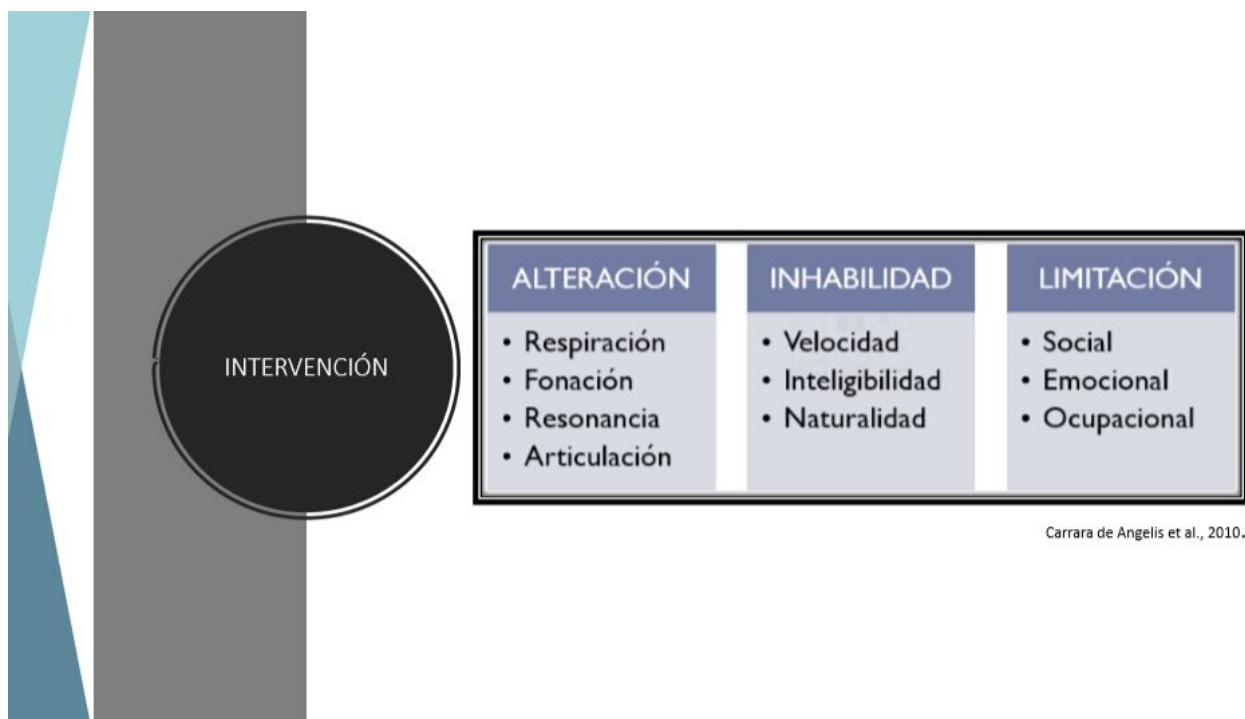 INTERVENCIÓN
ALTERACIÓN
• Respiración
• Fonación
• Resonancia
• Articulación
INHABILIDAD
• Velocidad
• Inteligibilidad
• Naturalidad
LIMITACIÓN
• Social
• Emocional
• Ocupacional
Carrara de Angelis et al., 2010.